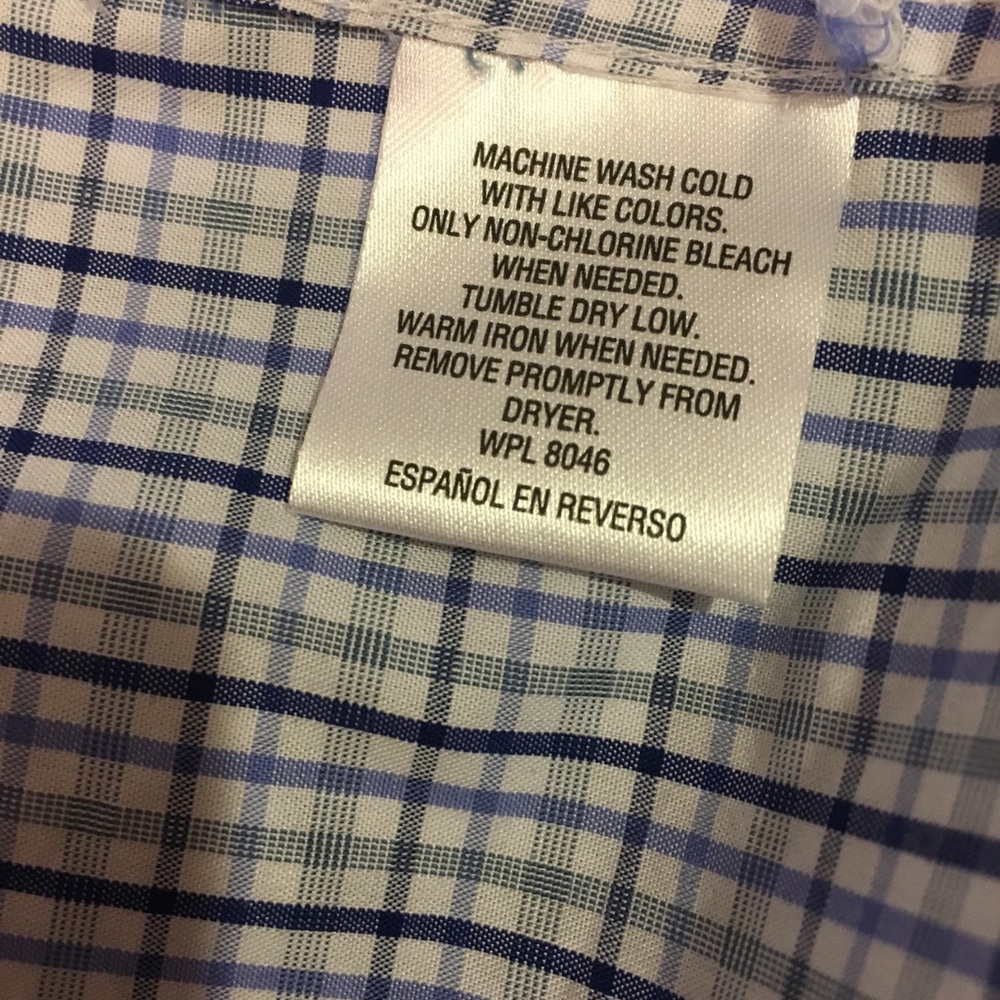 MACHINE WASH COLD
WITH LIKE COLORS.
ONLY NON-CHLORINE BLEACH
WHEN NEEDED.
TUMBLE DRY LOW.
WARM IRON WHEN NEEDED.
REMOVE PROMPTLY FROM
DRYER.
WPL 8046
ESPAÑOL EN REVERSO